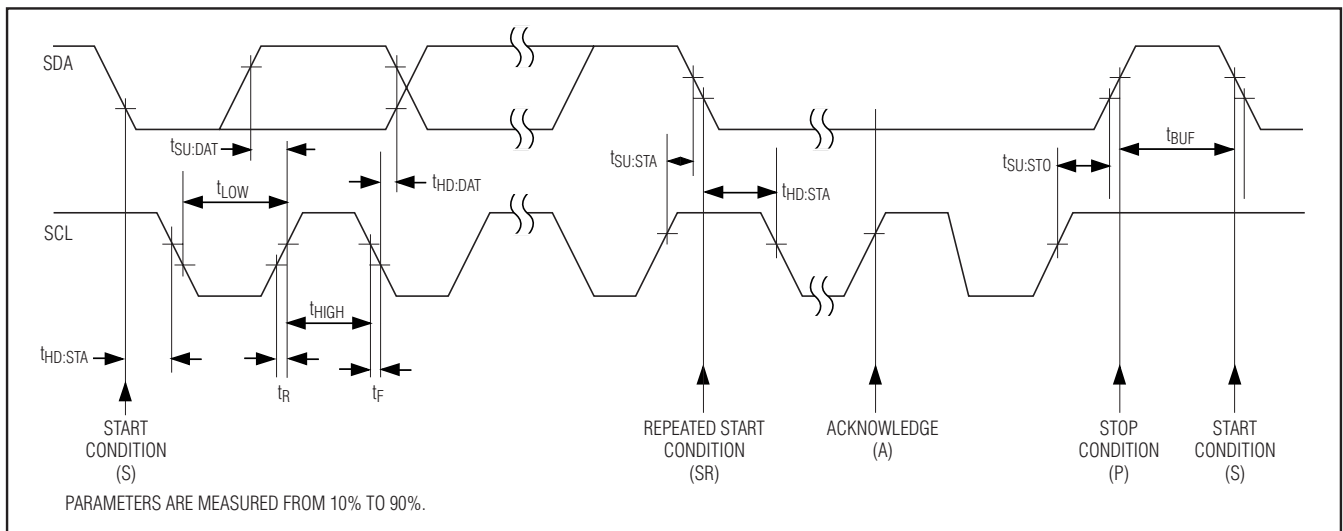 SDA
tSU:DAT
tLOW
tHD:DAT
tSU:STA
tHD:STA
tSU:STO
tBUF
SCL
tHIGH
tHD:STA
tR
tF
START
CONDITION
(S)
REPEATED START
CONDITION
(SR)
ACKNOWLEDGE
(A)
STOP
CONDITION
(P)
START
CONDITION
(S)
PARAMETERS ARE MEASURED FROM 10% TO 90%.